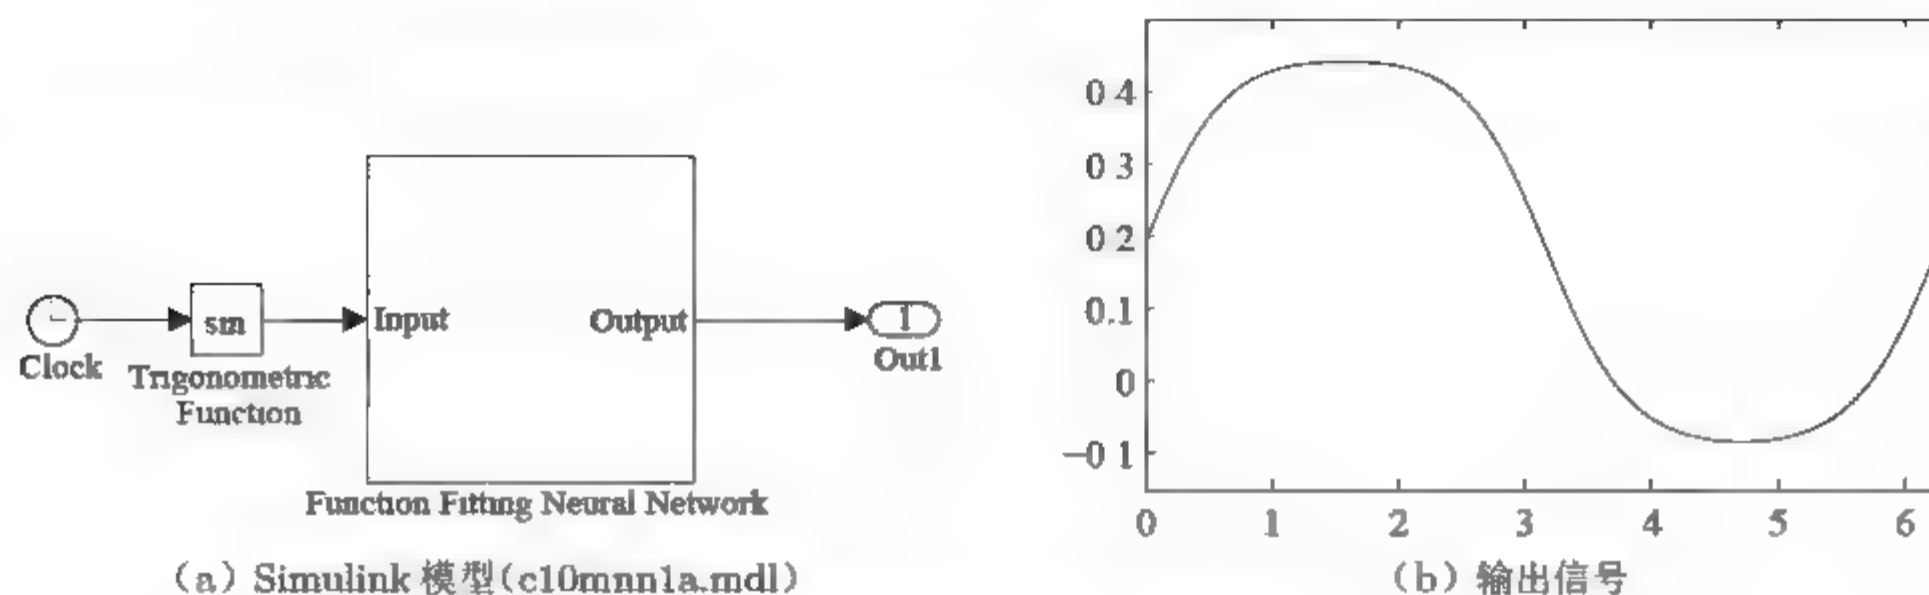 Clock
sin
Trigonometric
Function
Input
Output
Function Fitting Neural Network
1
Out1
(a) Simulink 模型(c10mnn1a.mdl)
0.4
0.3
0.2
0.1
0
−0.1
0 1 2 3 4 5 6
(b) 输出信号